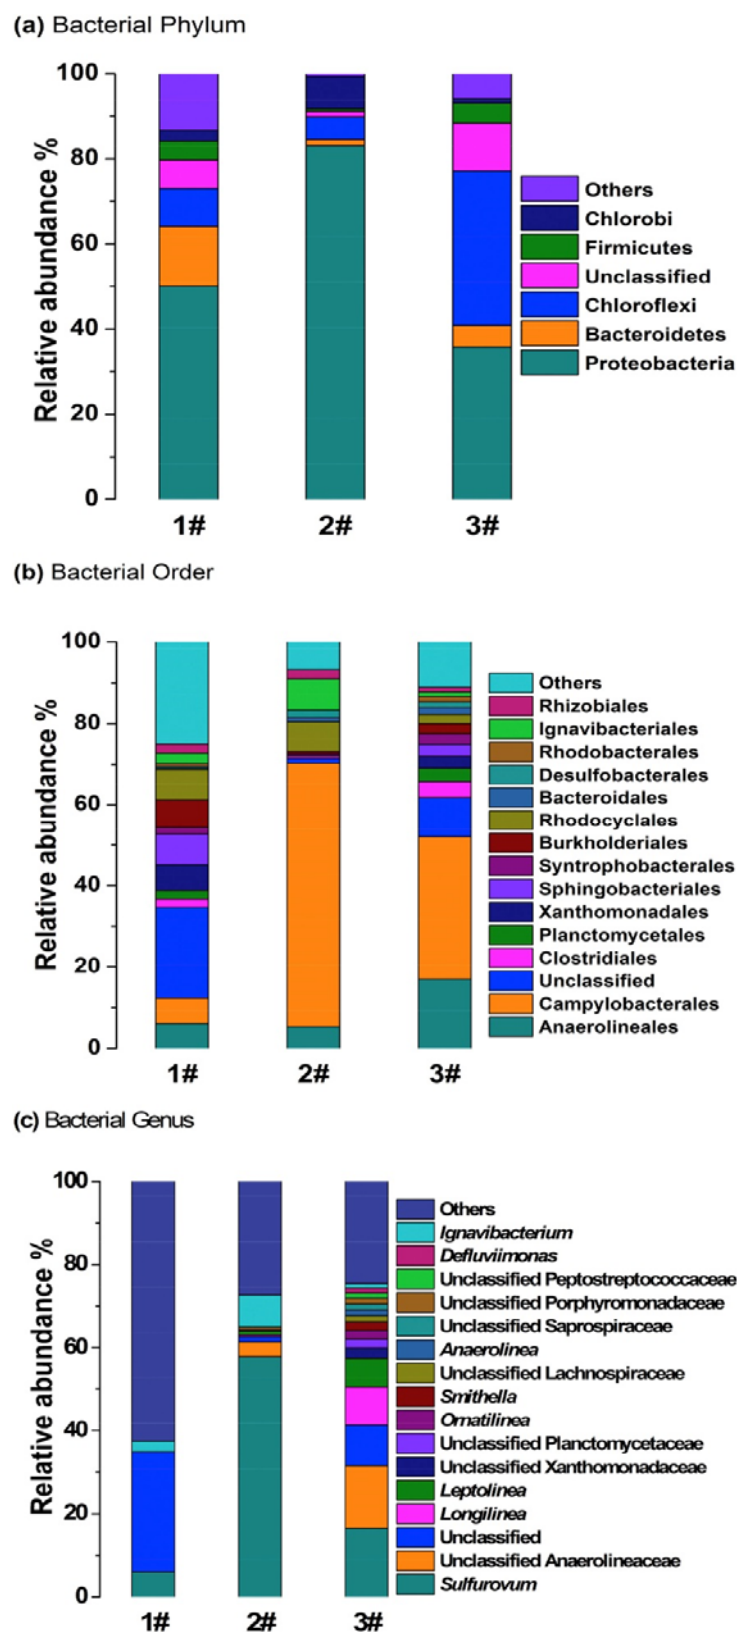 (a) Bacterial Phylum
Relative abundance %
100
80
60
40
20
0
1# 2# 3#
Others
Chlorobi
Firmicutes
Unclassified
Chloroflexi
Bacteroidetes
Proteobacteria
(b) Bacterial Order
Relative abundance %
100
80
60
40
20
0
1# 2# 3#
Others
Rhizobiales
Ignavibacteriales
Rhodobacterales
Desulfobacterales
Bacteroidales
Rhodocyclales
Burkholderiales
Syntrophobacterales
Sphingobacteriales
Xanthomonadales
Planctomycetales
Clostridiales
Unclassified
Campylobacterales
Anaerolineales
(c) Bacterial Genus
Relative abundance %
100
80
60
40
20
0
1# 2# 3#
Others
Ignavibacterium
Defluviimonas
Unclassified Peptostreptococcaceae
Unclassified Porphyromonadaceae
Unclassified Saprospiraceae
Anaerolinea
Unclassified Lachnospiraceae
Smithella
Ornatilinea
Unclassified Planctomycetaceae
Unclassified Xanthomonadaceae
Leptolinea
Longilinea
Unclassified
Unclassified Anaerolineaceae
Sulfurovum